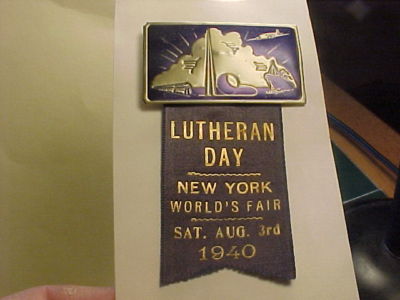 LUTHERAN
DAY
NEW YORK
WORLD'S FAIR
SAT. AUG. 3rd
1940